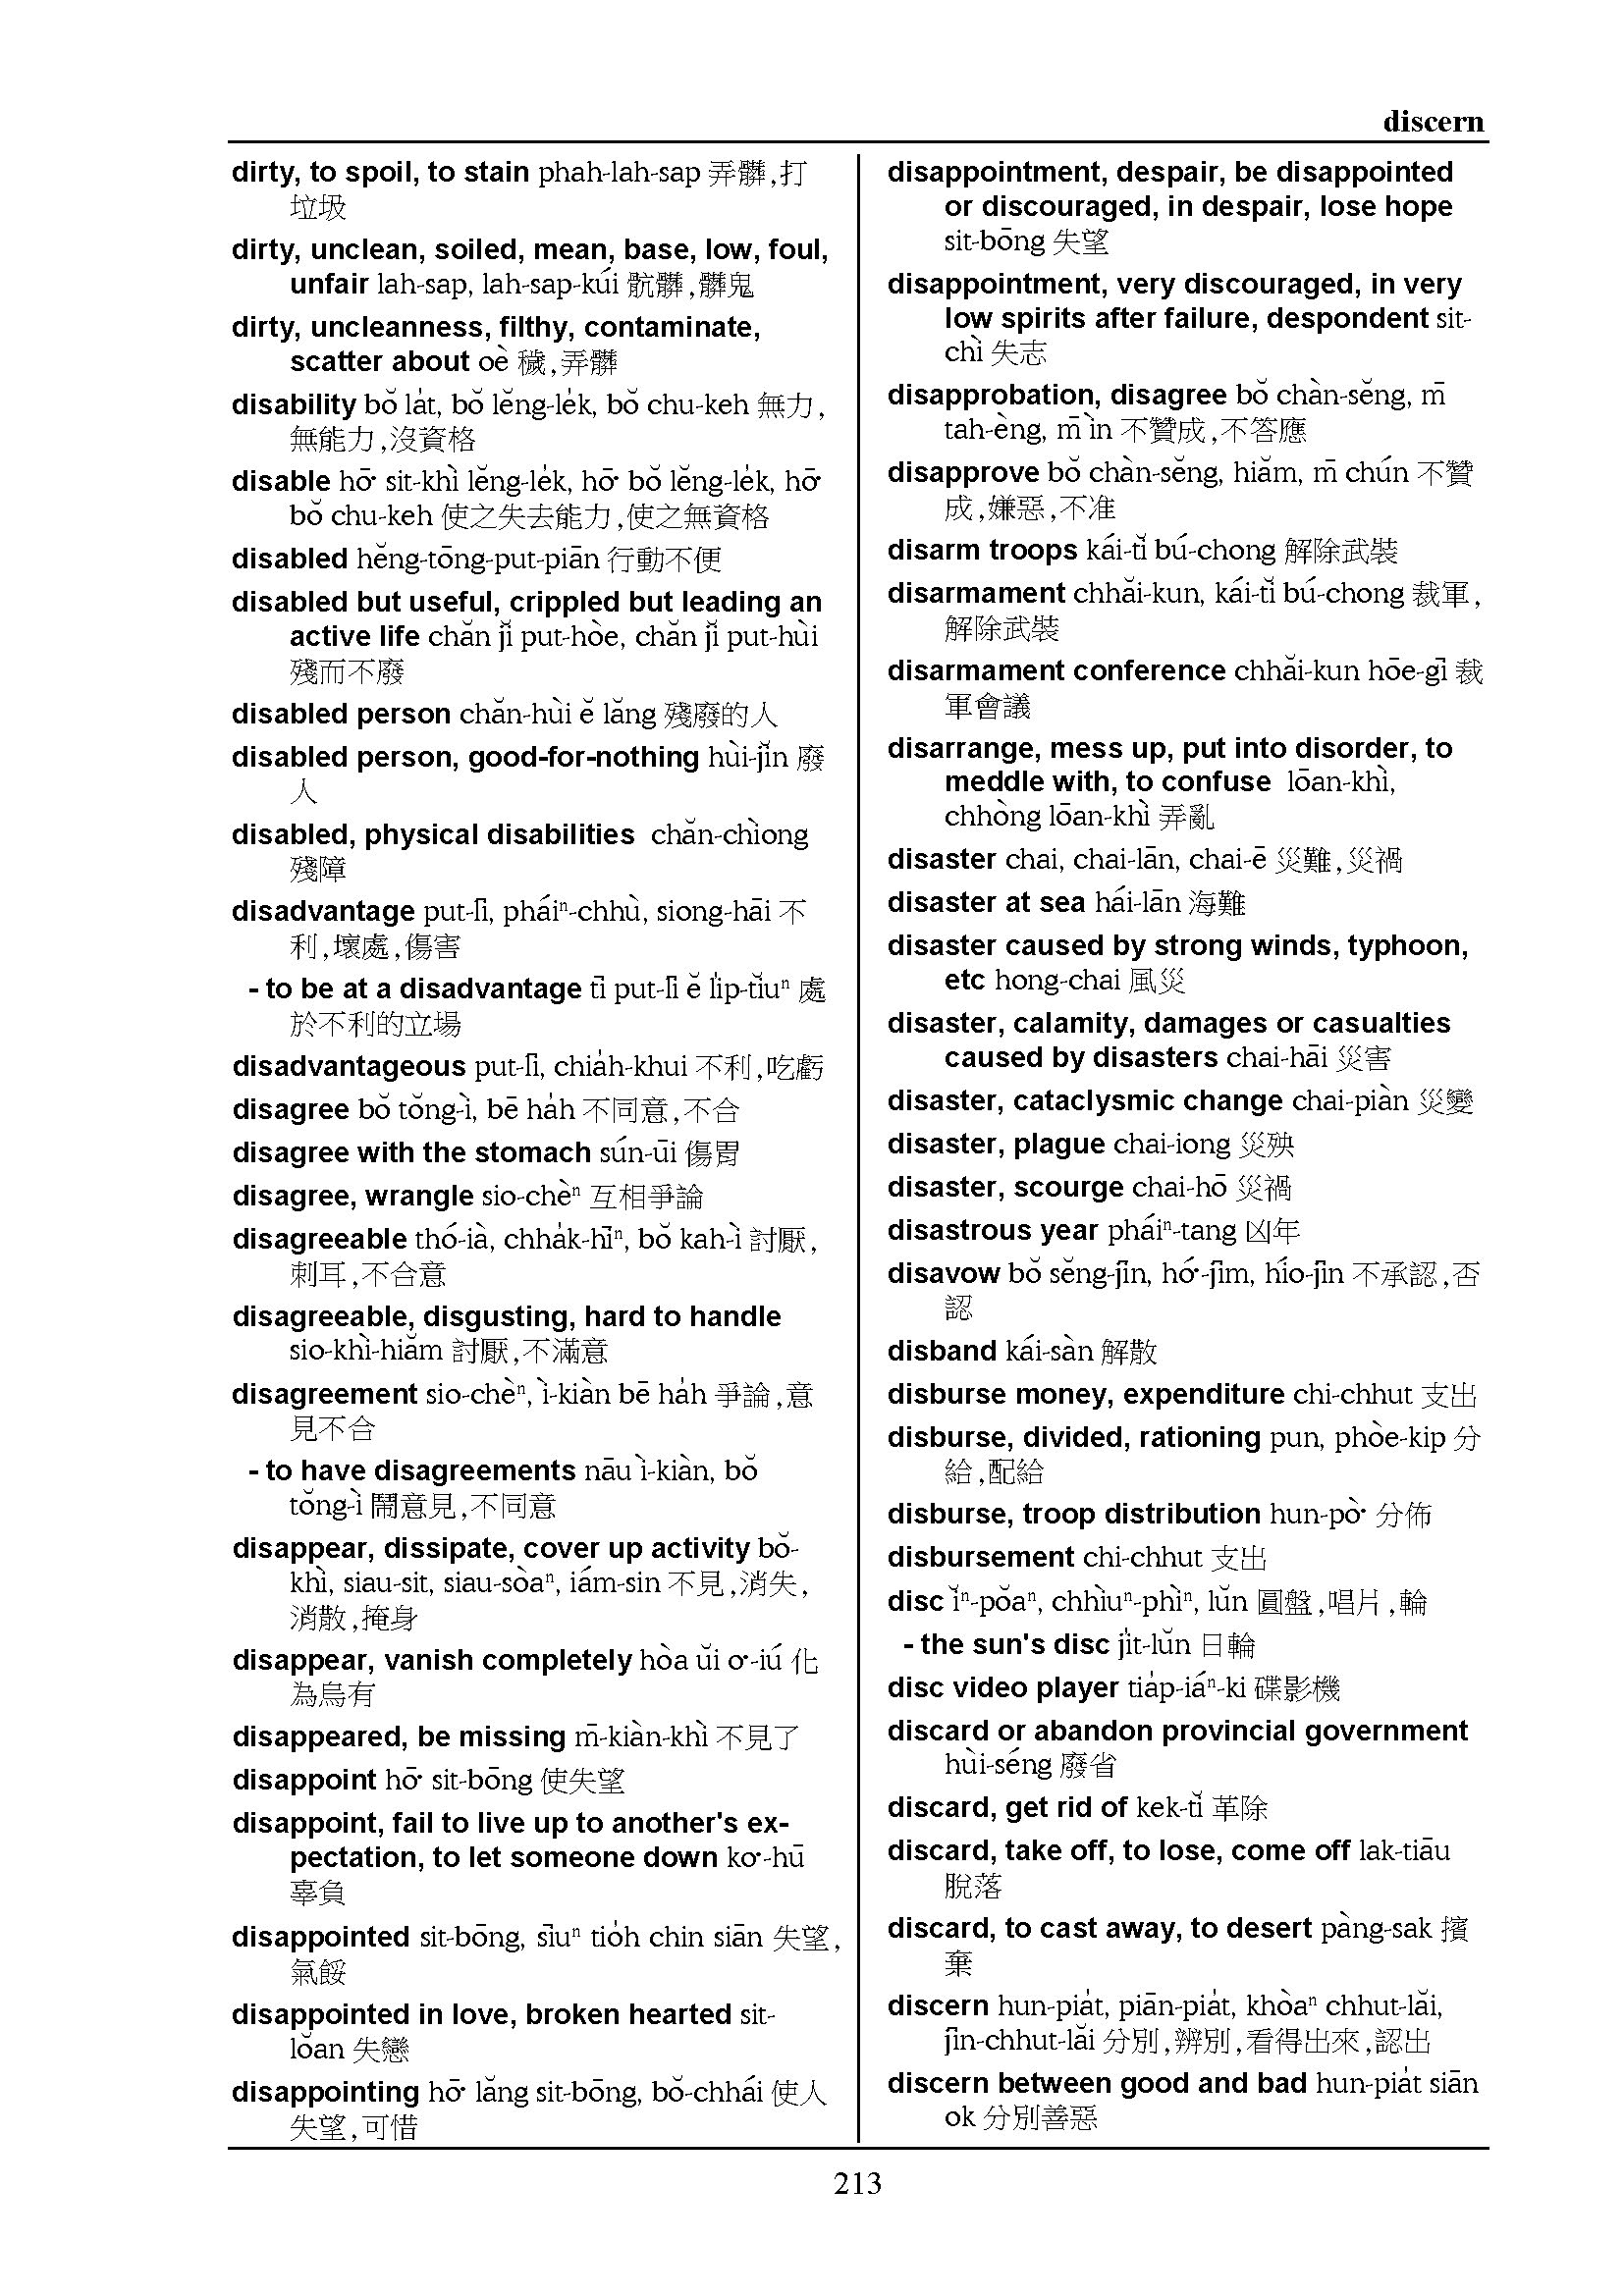 discern
dirty, to spoil, to stain phah-lah-sap 弄髒,打
垃圾
dirty, unclean, soiled, mean, base, low, foul,
unfair lah-sap, lah-sap-kúi 骯髒,髒鬼
dirty, uncleanness, filthy, contaminate,
scatter about oè 穢,弄髒
disability bŏ la̍t, bŏ lĕng-le̍k, bŏ chu-keh 無力,
無能力,沒資格
disable hō͘ sit-khì lĕng-le̍k, hō͘ bŏ lĕng-le̍k, hō͘
bŏ chu-keh 使之失去能力,使之無資格
disabled hĕng-tōng-put-piān 行動不便
disabled but useful, crippled but leading an
active life chăn jĭ put-hòe, chăn jĭ put-hùi
殘而不廢
disabled person chăn-hùi ĕ lăng 殘廢的人
disabled person, good-for-nothing hùi-jĭn 廢
人
disabled, physical disabilities chăn-chìong
殘障
disadvantage put-lī, pháiⁿ-chhù, siong-hāi 不
利,壞處,傷害
- to be at a disadvantage tī put-lī ĕ li̍p-tĭuⁿ 處
於不利的立場
disadvantageous put-lī, chia̍h-khui 不利,吃虧
disagree bŏ tŏng-ì, bē ha̍h 不同意,不合
disagree with the stomach sún-ūi 傷胃
disagree, wrangle sio-chèⁿ 互相爭論
disagreeable thó-ià, chha̍k-hīⁿ, bŏ kah-ì 討厭,
刺耳,不合意
disagreeable, disgusting, hard to handle
sio-khì-hiăm 討厭,不滿意
disagreement sio-chèⁿ, ì-kiàn bē ha̍h 爭論,意
見不合
- to have disagreements nāu ì-kiàn, bŏ
tŏng-ì 鬧意見,不同意
disappear, dissipate, cover up activity bŏ-
khì, siau-sit, siau-sòaⁿ, iám-sin 不見,消失,
消散,掩身
disappear, vanish completely hòa ŭi o͘-iú 化
為烏有
disappeared, be missing m̄-kiàn-khì 不見了
disappoint hō͘ sit-bōng 使失望
disappoint, fail to live up to another's ex-
pectation, to let someone down ko͘-hū
辜負
disappointed sit-bōng, sīuⁿ tio̍h chin siān 失望,
氣餒
disappointed in love, broken hearted sit-
lŏan 失戀
disappointing hō͘ lăng sit-bōng, bŏ-chhái 使人
失望,可惜
disappointment, despair, be disappointed
or discouraged, in despair, lose hope
sit-bōng 失望
disappointment, very discouraged, in very
low spirits after failure, despondent sit-
chì 失志
disapprobation, disagree bŏ chàn-sĕng, m̄
tah-èng, m̄ ìn 不贊成,不答應
disapprove bŏ chàn-sĕng, hiăm, m̄ chún 不贊
成,嫌惡,不准
disarm troops kái-tĭ bú-chong 解除武裝
disarmament chhăi-kun, kái-tĭ bú-chong 裁軍,
解除武裝
disarmament conference chhăi-kun hōe-gī 裁
軍會議
disarrange, mess up, put into disorder, to
meddle with, to confuse lōan-khì,
chhòng lōan-khì 弄亂
disaster chai, chai-lān, chai-ē 災難,災禍
disaster at sea hái-lān 海難
disaster caused by strong winds, typhoon,
etc hong-chai 風災
disaster, calamity, damages or casualties
caused by disasters chai-hāi 災害
disaster, cataclysmic change chai-piàn 災變
disaster, plague chai-iong 災殃
disaster, scourge chai-hō 災禍
disastrous year pháiⁿ-tang 凶年
disavow bŏ sĕng-jīn, hó͘-jīm, hío-jīn 不承認,否
認
disband kái-sàn 解散
disburse money, expenditure chi-chhut 支出
disburse, divided, rationing pun, phòe-kip 分
給,配給
disburse, troop distribution hun-pò͘ 分佈
disbursement chi-chhut 支出
disc ĭⁿ-pŏaⁿ, chhìuⁿ-phìⁿ, lŭn 圓盤,唱片,輪
- the sun's disc ji̍t-lŭn 日輪
disc video player tia̍p-iáⁿ-ki 碟影機
discard or abandon provincial government
hùi-séng 廢省
discard, get rid of kek-tĭ 革除
discard, take off, to lose, come off lak-tiāu
脫落
discard, to cast away, to desert pàng-sak 擯
棄
discern hun-pia̍t, piān-pia̍t, khòaⁿ chhut-lăi,
jīn-chhut-lăi 分別,辨別,看得出來,認出
discern between good and bad hun-pia̍t siān
ok 分別善惡
213